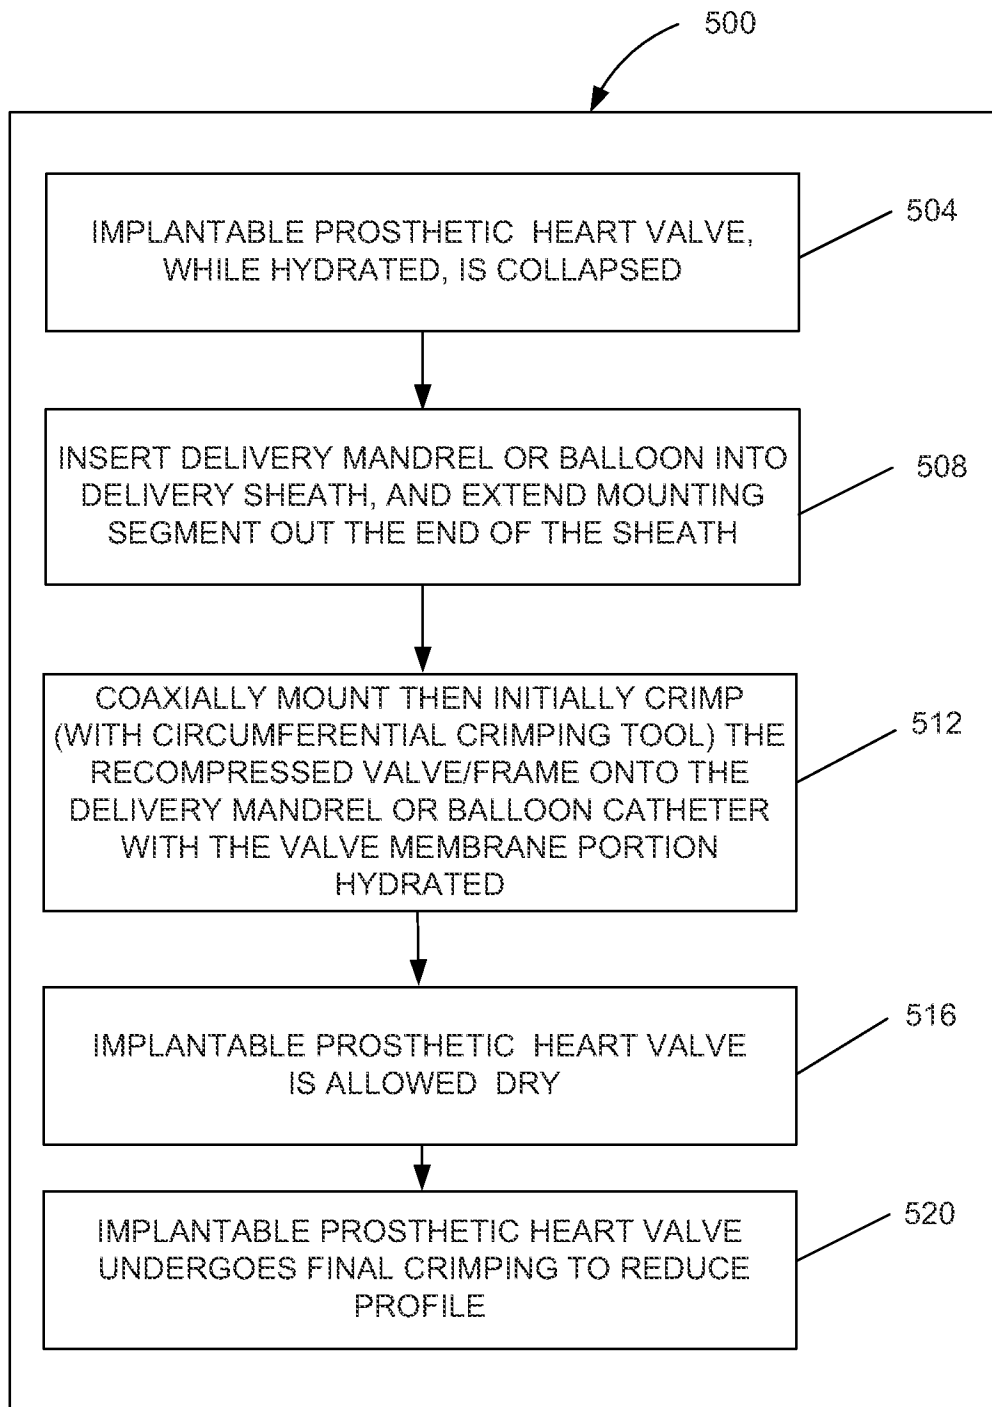 500
IMPLANTABLE PROSTHETIC HEART VALVE,
WHILE HYDRATED, IS COLLAPSED
504
INSERT DELIVERY MANDREL OR BALLOON INTO
DELIVERY SHEATH, AND EXTEND MOUNTING
SEGMENT OUT THE END OF THE SHEATH
508
COAXIALLY MOUNT THEN INITIALLY CRIMP
(WITH CIRCUMFERENTIAL CRIMPING TOOL) THE
RECOMPRESSED VALVE/FRAME ONTO THE
DELIVERY MANDREL OR BALLOON CATHETER
WITH THE VALVE MEMBRANE PORTION
HYDRATED
512
IMPLANTABLE PROSTHETIC HEART VALVE
IS ALLOWED DRY
516
IMPLANTABLE PROSTHETIC HEART VALVE
UNDERGOES FINAL CRIMPING TO REDUCE
PROFILE
520